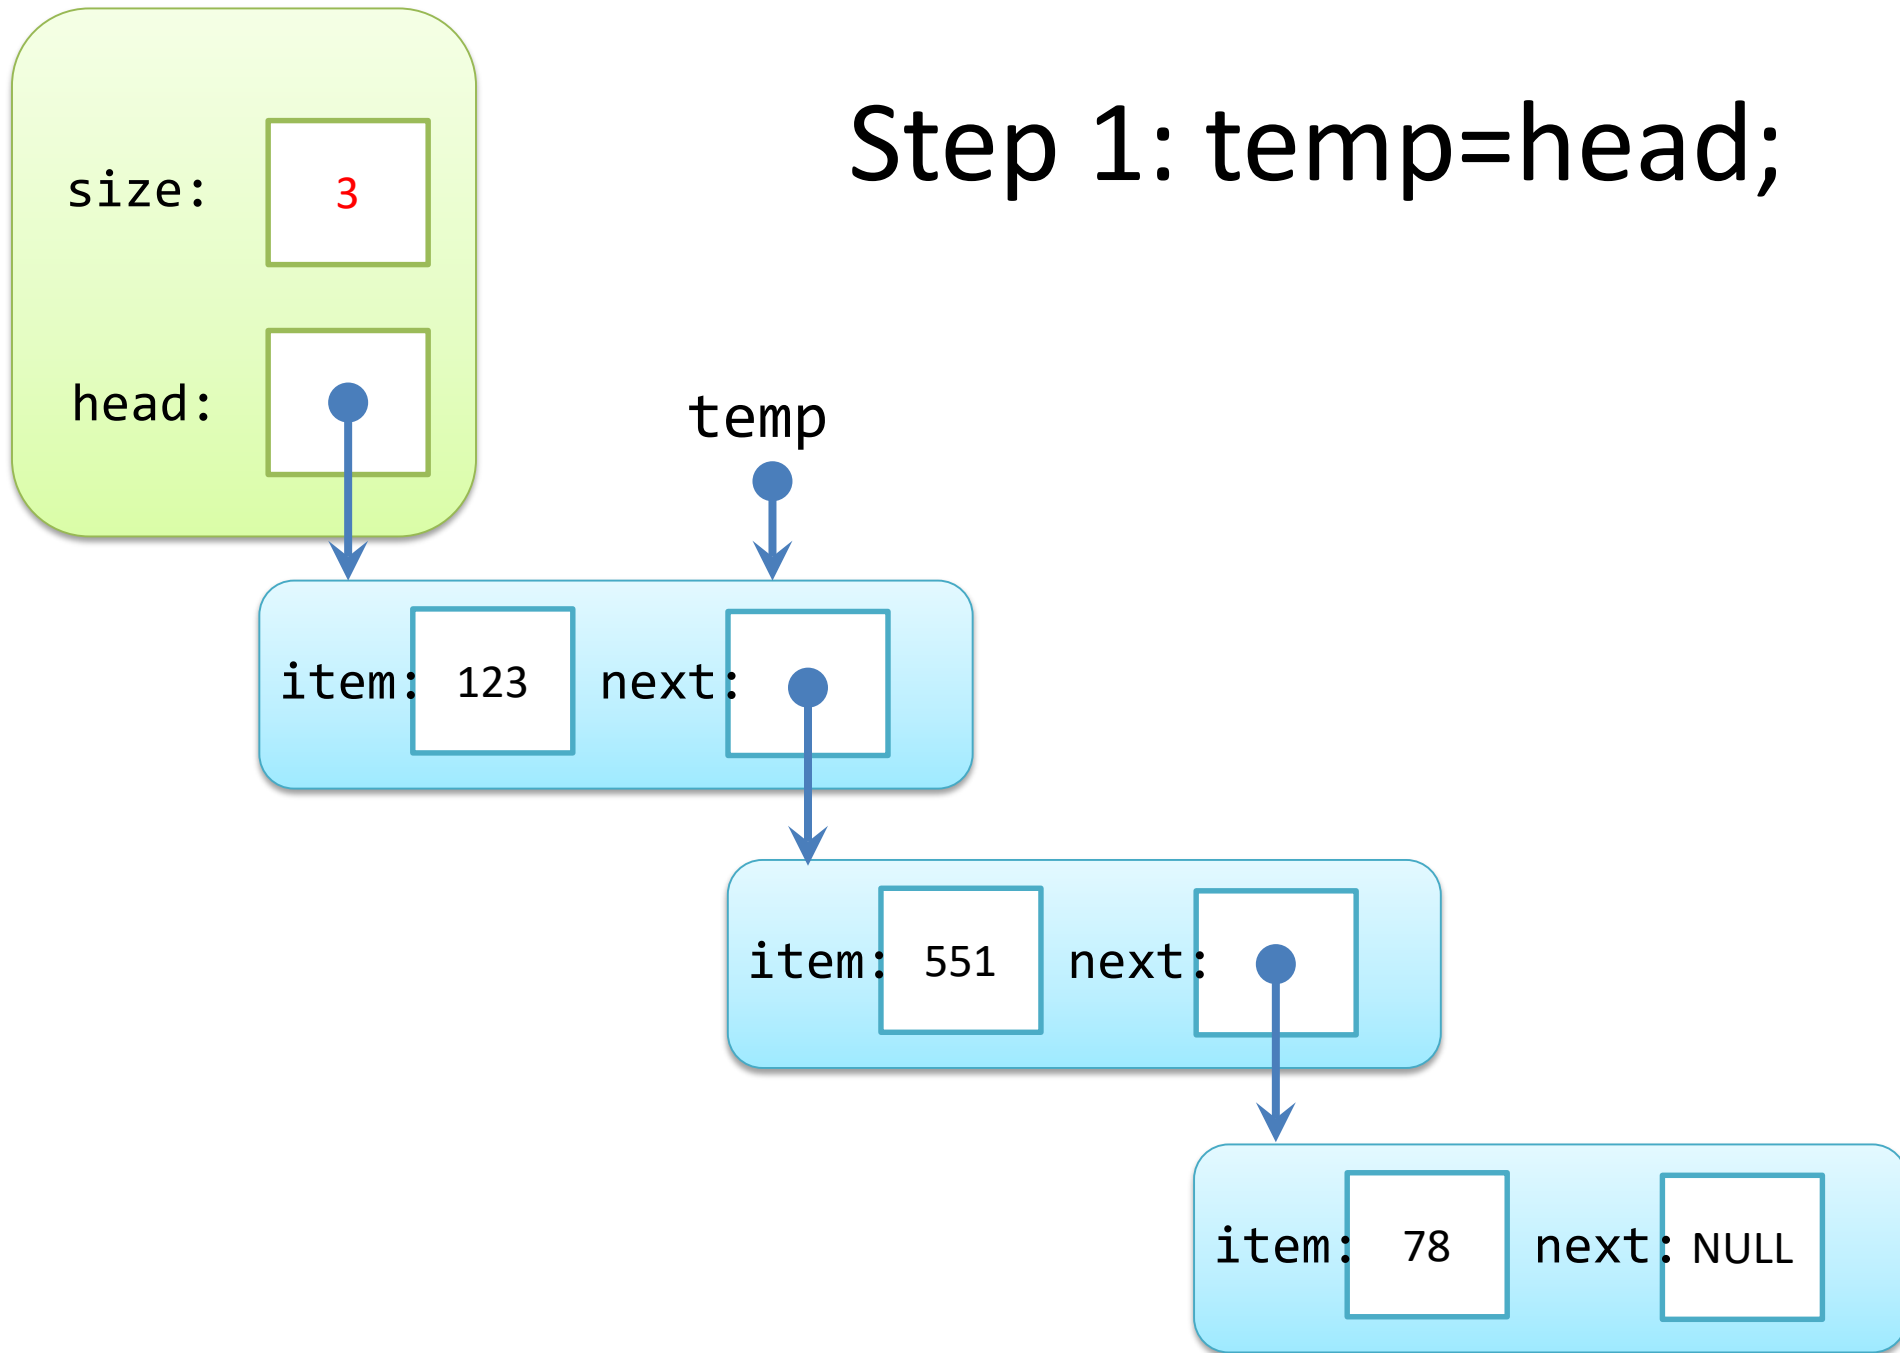 Step 1: temp=head;
size: 3
head:
temp
item: 123 next:
item: 551 next:
item: 78 next: NULL